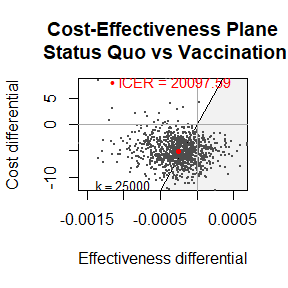 Cost-Effectiveness Plane
Status Quo vs Vaccination
• ICER = 20097.59
5
0
-10
Cost differential
k = 25000
-0.0015
-0.0005
0.0005
Effectiveness differential